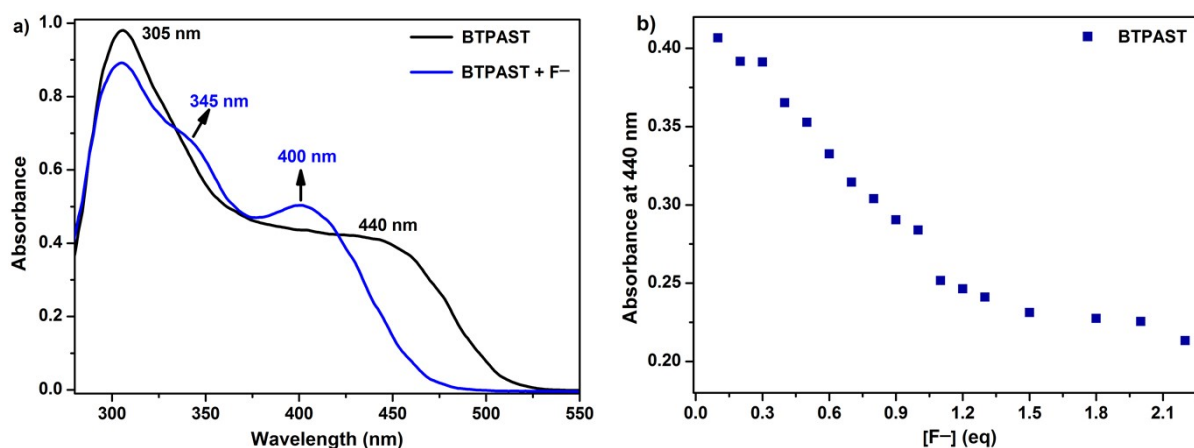 a)
305 nm
BTPAST
BTPAST + F−
345 nm
400 nm
440 nm
Absorbance
1.0
0.8
0.6
0.4
0.2
0.0
300 350 400 450 500 550
Wavelength (nm)
b)
BTPAST
Absorbance at 440 nm
0.40
0.35
0.30
0.25
0.20
0.0 0.3 0.6 0.9 1.2 1.5 1.8 2.1
[F−] (eq)